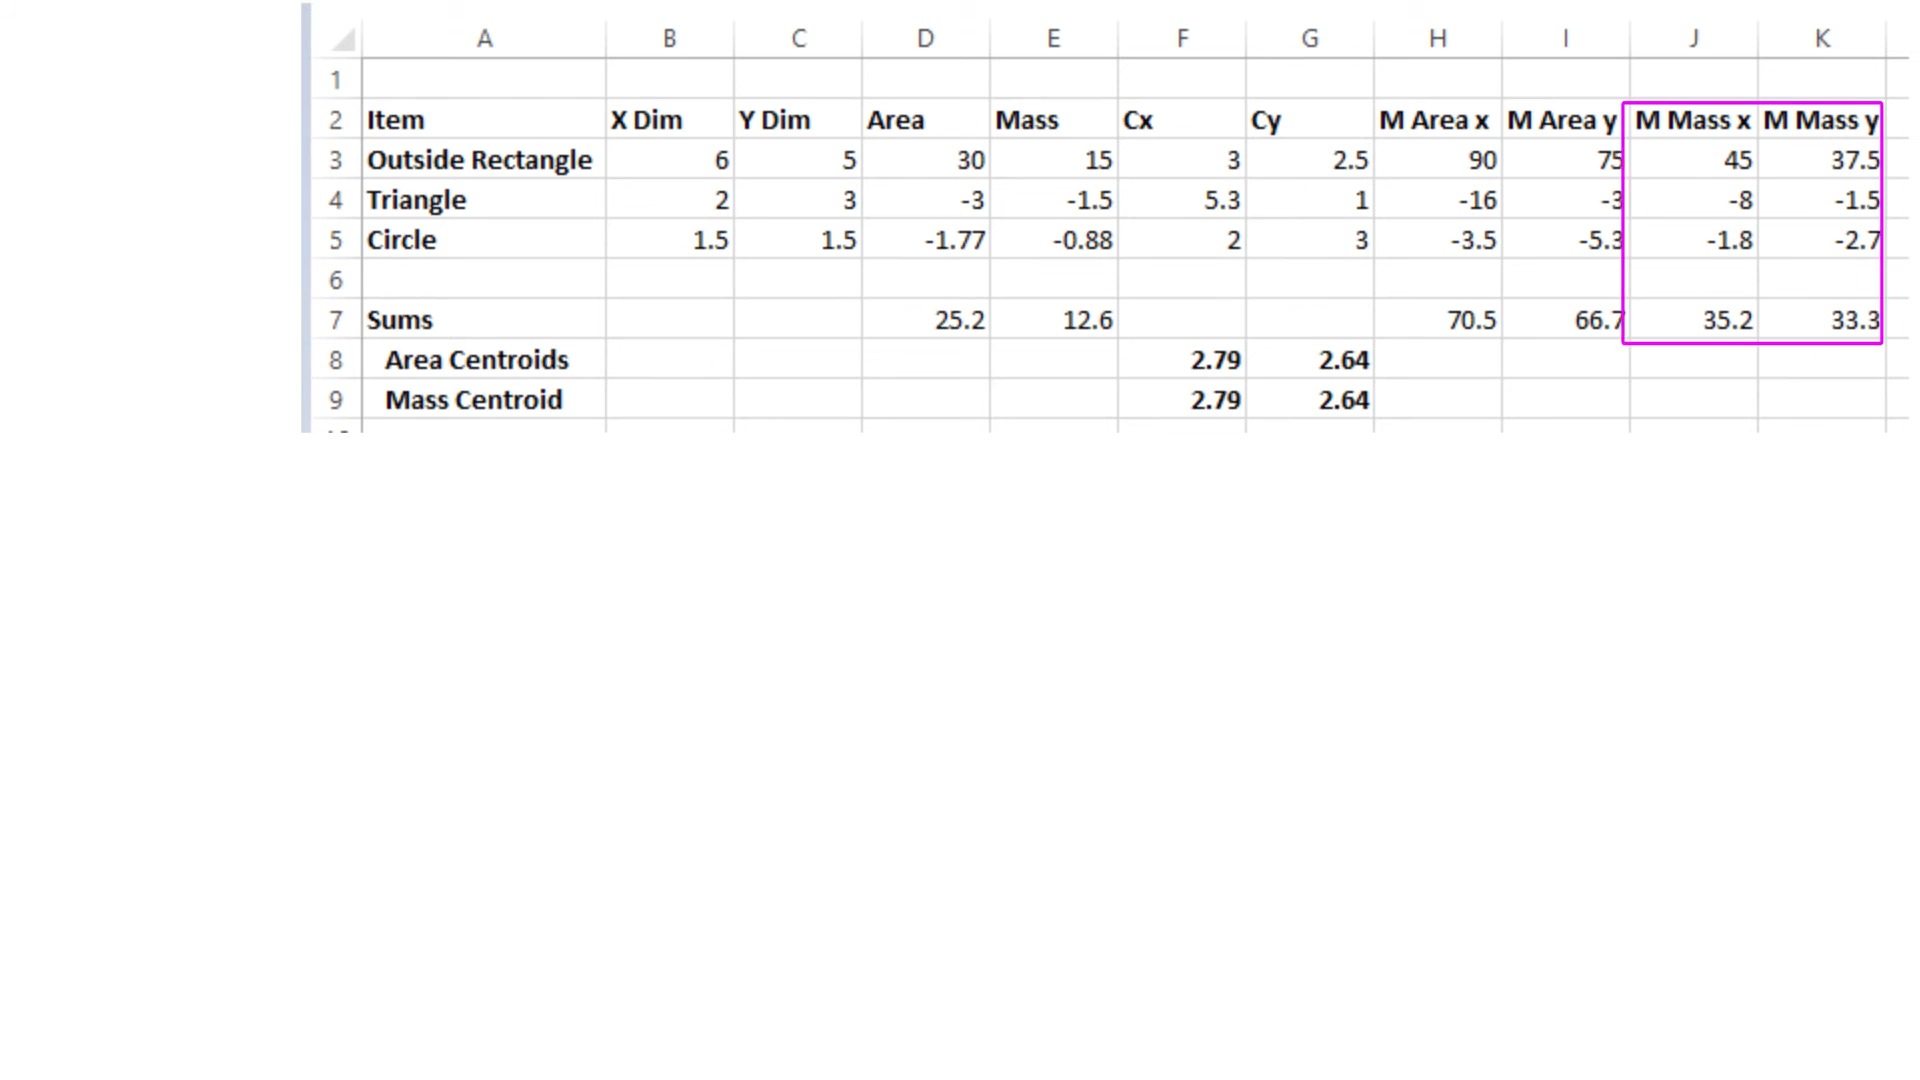 A B C D E F G H I J K
1
2 Item X Dim Y Dim Area Mass Cx Cy M Area x M Area y M Mass x M Mass y
3 Outside Rectangle 6 5 30 15 3 2.5 90 75 45 37.5
4 Triangle 2 3 -3 -1.5 5.3 1 -16 -3 -8 -1.5
5 Circle 1.5 1.5 -1.77 -0.88 2 3 -3.5 -5.3 -1.8 -2.7
6
7 Sums 25.2 12.6 70.5 66.7 35.2 33.3
8 Area Centroids 2.79 2.64
9 Mass Centroid 2.79 2.64